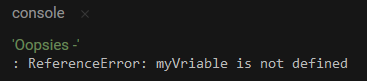 console ×
'Oopsies -'
: ReferenceError: myVriable is not defined